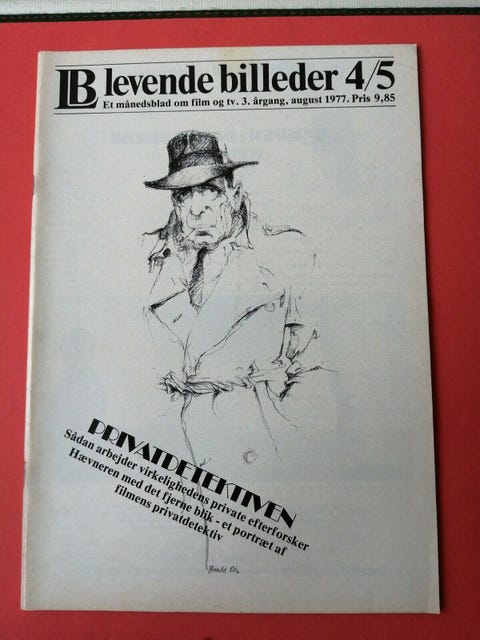 LB levende billeder 4/5
Et månedsblad om film og tv. 3. årgang, august 1977. Pris 9,85
PRIVATDETEKTIVEN
Sådan arbejder virkelighedens private efterforsker
Hævneren med det fjerne blik - et portræt af
filmens privatdetektiv